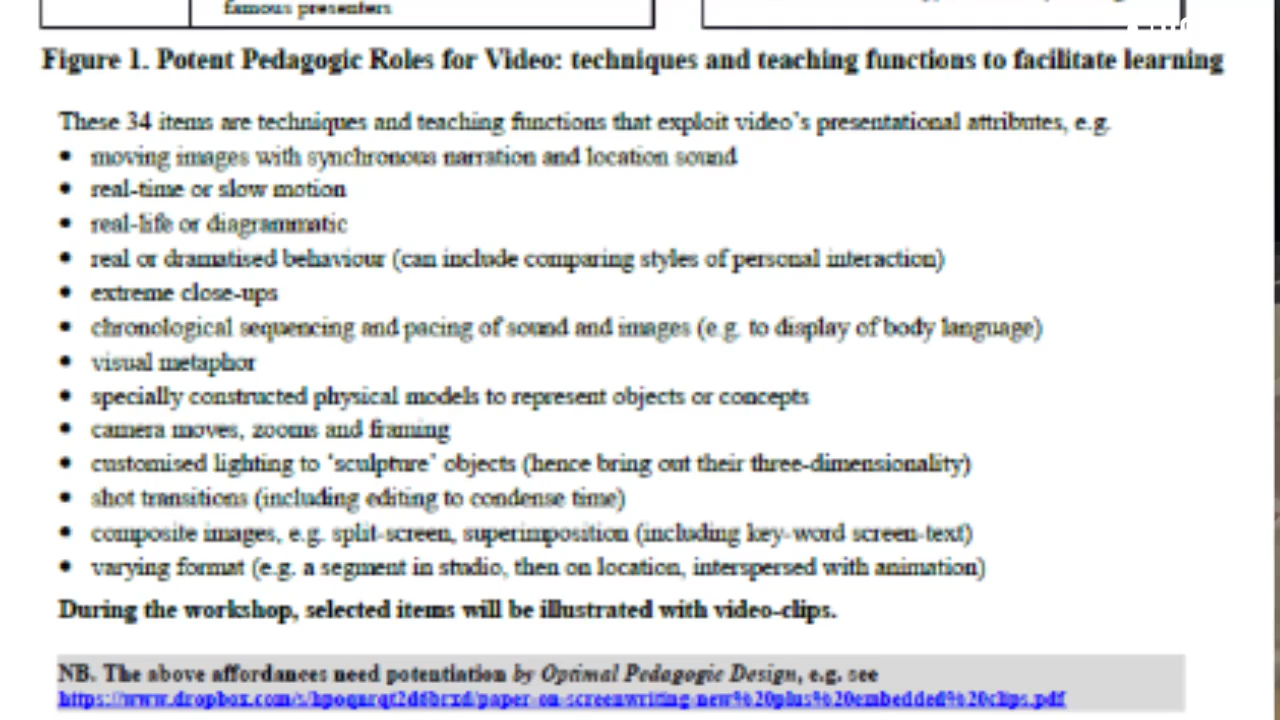 famous presenters
Figure 1. Potent Pedagogic Roles for Video: techniques and teaching functions to facilitate learning
These 34 items are techniques and teaching functions that exploit video's presentational attributes, e.g.
• moving images with synchronous narration and location sound
• real-time or slow motion
• real-life or diagrammatic
• real or dramatised behaviour (can include comparing styles of personal interaction)
• extreme close-ups
• chronological sequencing and pacing of sound and images (e.g. to display of body language)
• visual metaphor
• specially constructed physical models to represent objects or concepts
• camera moves, zooms and framing
• customised lighting to 'sculpture' objects (hence bring out their three-dimensionality)
• shot transitions (including editing to condense time)
• composite images, e.g. split-screen, superimposition (including key-word screen-text)
• varying format (e.g. a segment in studio, then on location, interspersed with animation)
During the workshop, selected items will be illustrated with video-clips.
NB. The above affordances need potentiation by Optimal Pedagogic Design, e.g. see